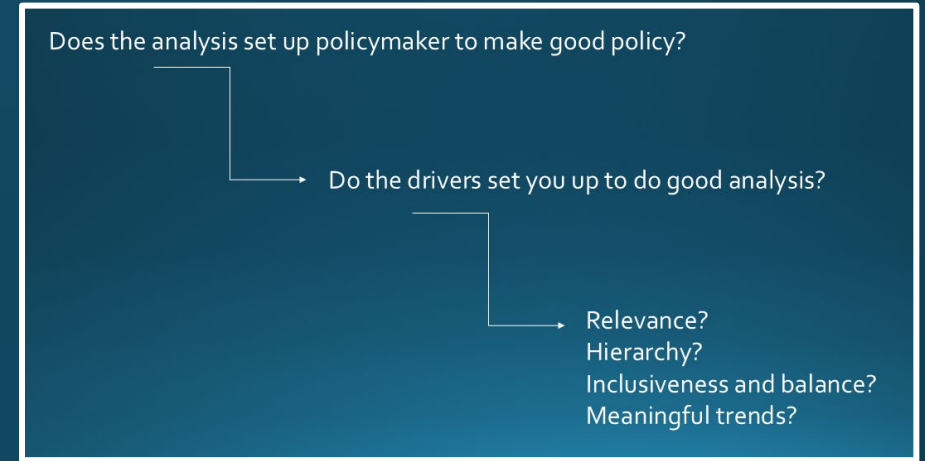 Does the analysis set up policymaker to make good policy?
Do the drivers set you up to do good analysis?
Relevance?
Hierarchy?
Inclusiveness and balance?
Meaningful trends?